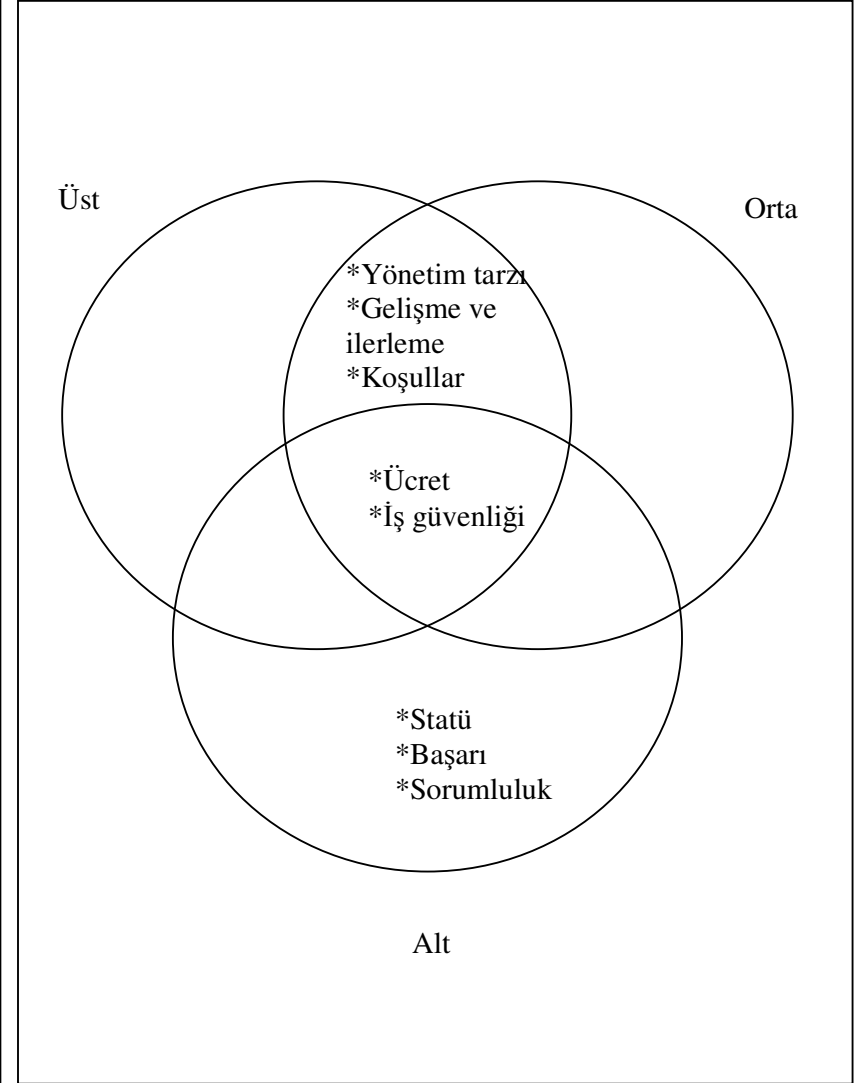 Üst
Orta
*Yönetim tarzı
*Gelişme ve
ilerleme
*Koşullar
*Ücret
*İş güvenliği
*Statü
*Başarı
*Sorumluluk
Alt